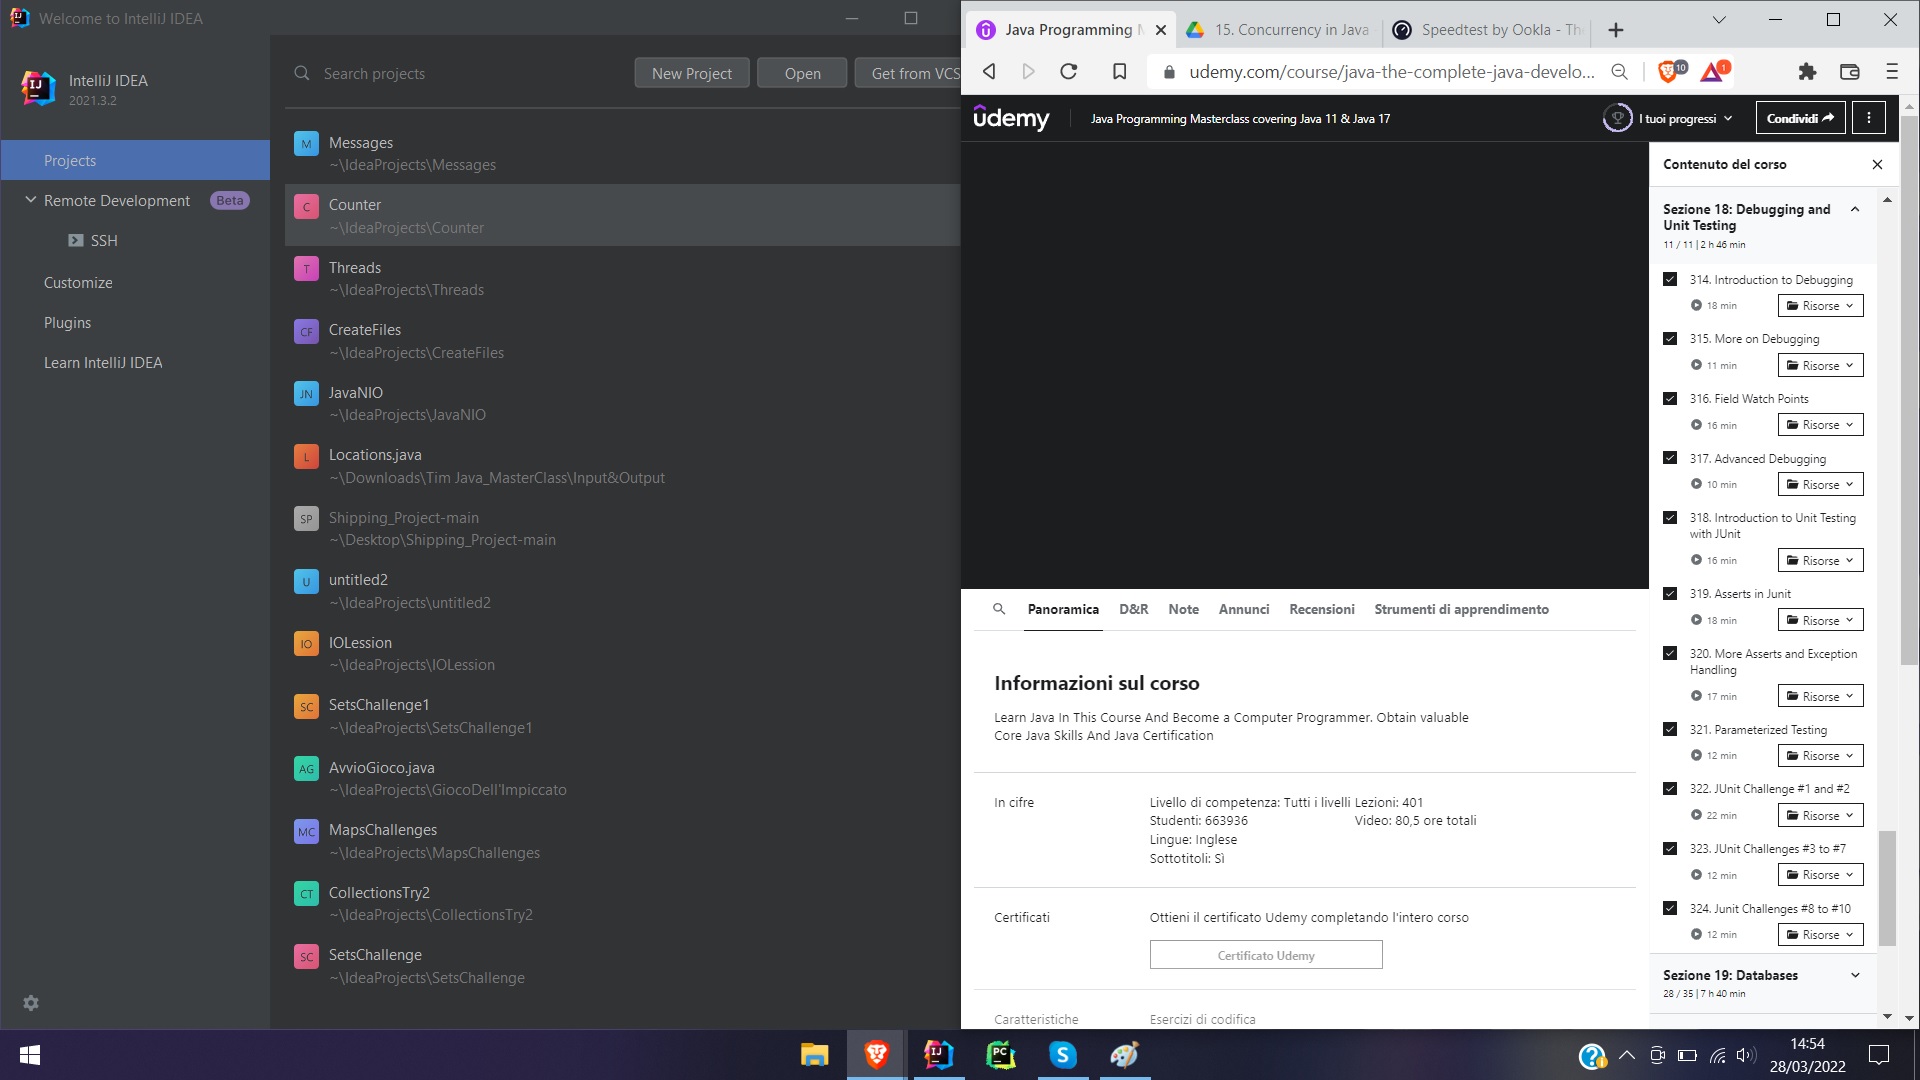 Welcome to IntelliJ IDEA
IntelliJ IDEA
2021.3.2
Projects
Remote Development Beta
SSH
Customize
Plugins
Learn IntelliJ IDEA
Search projects
New Project
Open
Get from VCS
M
Messages
~\IdeaProjects\Messages
C
Counter
~\IdeaProjects\Counter
T
Threads
~\IdeaProjects\Threads
CF
CreateFiles
~\IdeaProjects\CreateFiles
JN
JavaNIO
~\IdeaProjects\JavaNIO
L
Locations.java
~\Downloads\Tim Java_MasterClass\Input&Output
SP
Shipping_Project-main
~\Desktop\Shipping_Project-main
U
untitled2
~\IdeaProjects\untitled2
IO
IOLession
~\IdeaProjects\IOLession
SC
SetsChallenge1
~\IdeaProjects\SetsChallenge1
AG
AvvioGioco.java
~\IdeaProjects\GiocoDell'Impiccato
MC
MapsChallenges
~\IdeaProjects\MapsChallenges
CT
CollectionsTry2
~\IdeaProjects\CollectionsTry2
SC
SetsChallenge
~\IdeaProjects\SetsChallenge
Java Programming M
15. Concurrency in Java
Speedtest by Ookla - Th
udemy.com/course/java-the-complete-java-develo...
10
1
udemy
Java Programming Masterclass covering Java 11 & Java 17
I tuoi progressi
Condividi
Panoramica
D&R
Note
Annunci
Recensioni
Strumenti di apprendimento
Informazioni sul corso
Learn Java In This Course And Become a Computer Programmer. Obtain valuable
Core Java Skills And Java Certification
In cifre
Livello di competenza: Tutti i livelli
Studenti: 663936
Lingue: Inglese
Sottotitoli: Sì
Lezioni: 401
Video: 80,5 ore totali
Certificati
Ottieni il certificato Udemy completando l'intero corso
Certificato Udemy
Caratteristiche
Esercizi di codifica
Contenuto del corso
Sezione 18: Debugging and
Unit Testing
11 / 11 | 2 h 46 min
314. Introduction to Debugging
18 min
Risorse
315. More on Debugging
11 min
Risorse
316. Field Watch Points
16 min
Risorse
317. Advanced Debugging
10 min
Risorse
318. Introduction to Unit Testing
with JUnit
16 min
Risorse
319. Asserts in Junit
18 min
Risorse
320. More Asserts and Exception
Handling
17 min
Risorse
321. Parameterized Testing
12 min
Risorse
322. JUnit Challenge #1 and #2
22 min
Risorse
323. JUnit Challenges #3 to #7
12 min
Risorse
324. Junit Challenges #8 to #10
12 min
Risorse
Sezione 19: Databases
28 / 35 | 7 h 40 min
14:54
28/03/2022